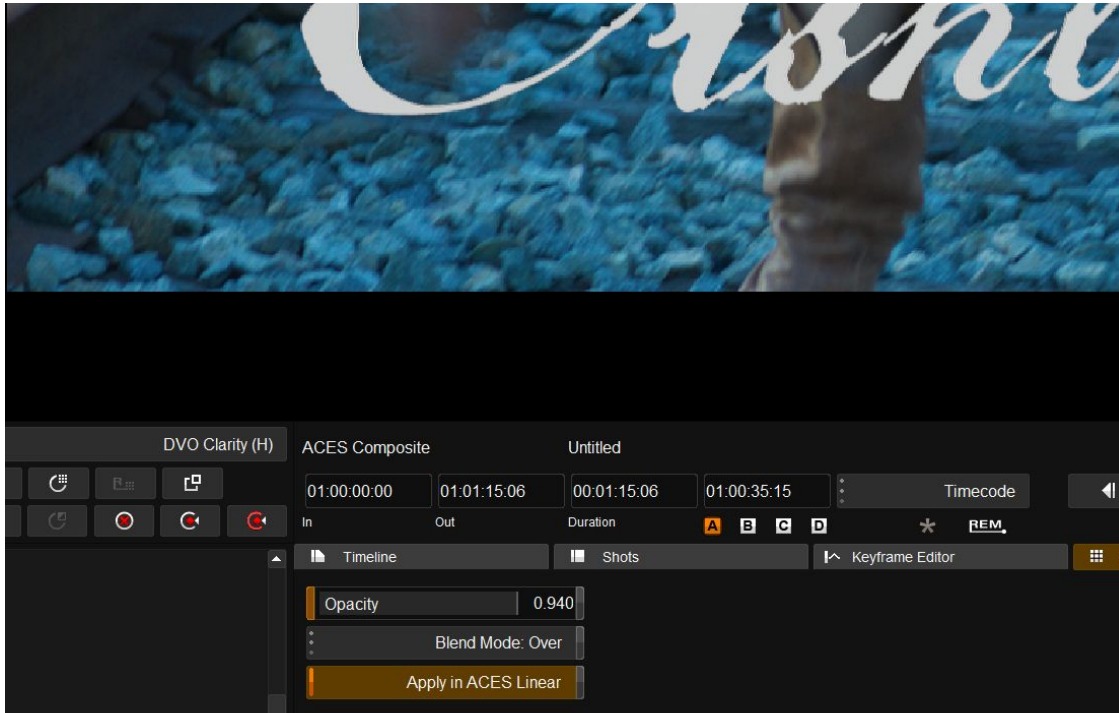 DVO Clarity (H)
ACES Composite
Untitled
01:00:00:00
01:01:15:06
00:01:15:06
01:00:35:15
Timecode
In
Out
Duration
A
B
C
D
REM
Timeline
Shots
Keyframe Editor
Opacity
0.940
Blend Mode: Over
Apply in ACES Linear